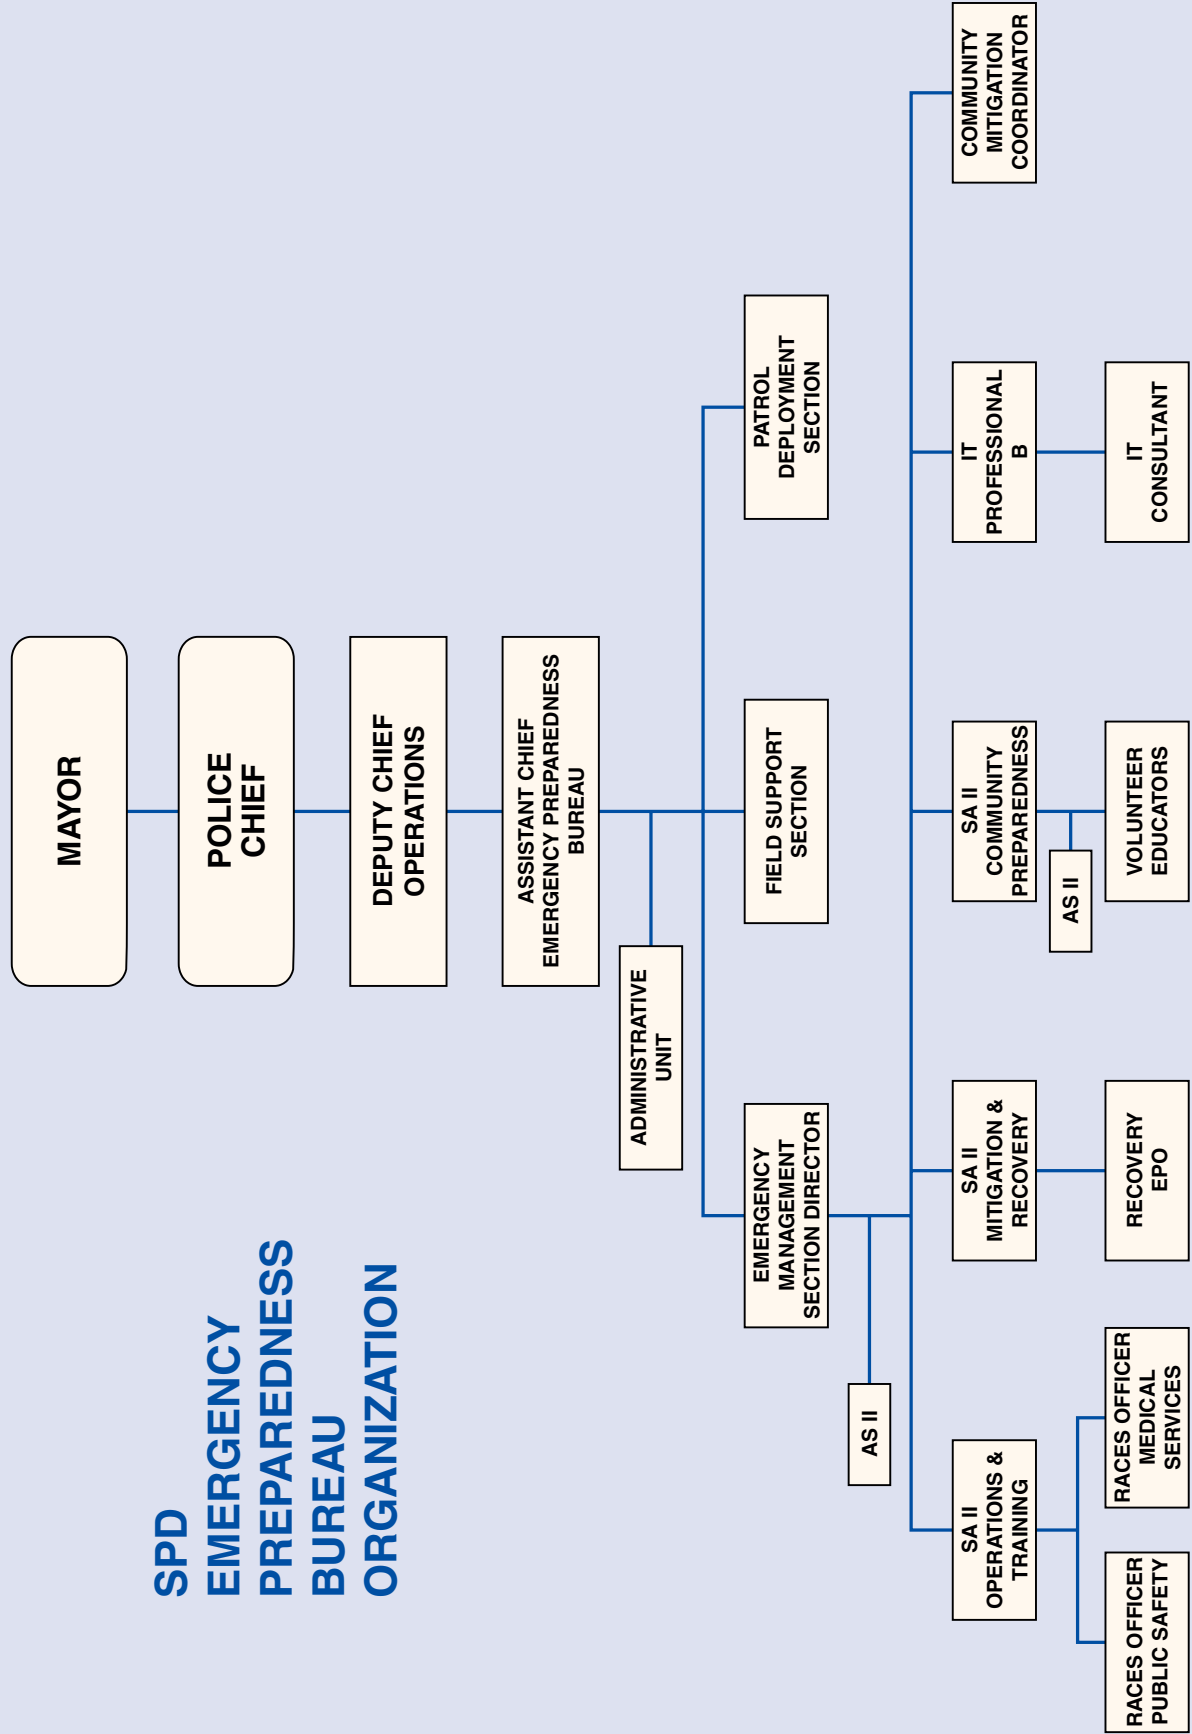 SPD
EMERGENCY
PREPAREDNESS
BUREAU
ORGANIZATION
MAYOR
POLICE
CHIEF
DEPUTY CHIEF
OPERATIONS
ASSISTANT CHIEF
EMERGENCY PREPAREDNESS
BUREAU
ADMINISTRATIVE
UNIT
EMERGENCY
MANAGEMENT
SECTION DIRECTOR
FIELD SUPPORT
SECTION
PATROL
DEPLOYMENT
SECTION
AS II
SA II
OPERATIONS &
TRAINING
SA II
MITIGATION &
RECOVERY
SA II
COMMUNITY
PREPAREDNESS
IT
PROFESSIONAL
B
COMMUNITY
MITIGATION
COORDINATOR
AS II
RACES OFFICER
PUBLIC SAFETY
RACES OFFICER
MEDICAL
SERVICES
RECOVERY
EPO
VOLUNTEER
EDUCATORS
IT
CONSULTANT